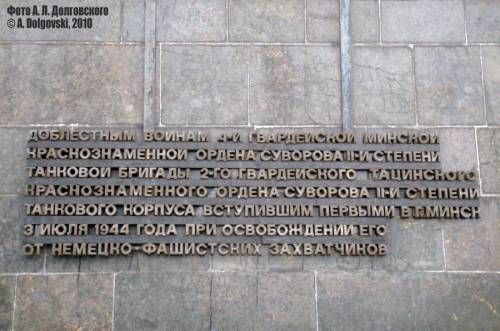 Фото А. Л. Долговского
© A. Dolgovski, 2010
ДОБЛЕСТНЫМ ВОИНАМ 4-Й ГВАРДЕЙСКОЙ МИНСКОЙ
КРАСНОЗНАМЕННОЙ ОРДЕНА СУВОРОВА II-Й СТЕПЕНИ
ТАНКОВОЙ БРИГАДЫ 2-ГО ГВАРДЕЙСКОГО ТАЦИНСКОГО
КРАСНОЗНАМЕННОГО ОРДЕНА СУВОРОВА II-Й СТЕПЕНИ
ТАНКОВОГО КОРПУСА ВСТУПИВШИМ ПЕРВЫМИ В Г.МИНСК
3 ИЮЛЯ 1944 ГОДА ПРИ ОСВОБОЖДЕНИИ ЕГО
ОТ НЕМЕЦКО-ФАШИСТСКИХ ЗАХВАТЧИКОВ